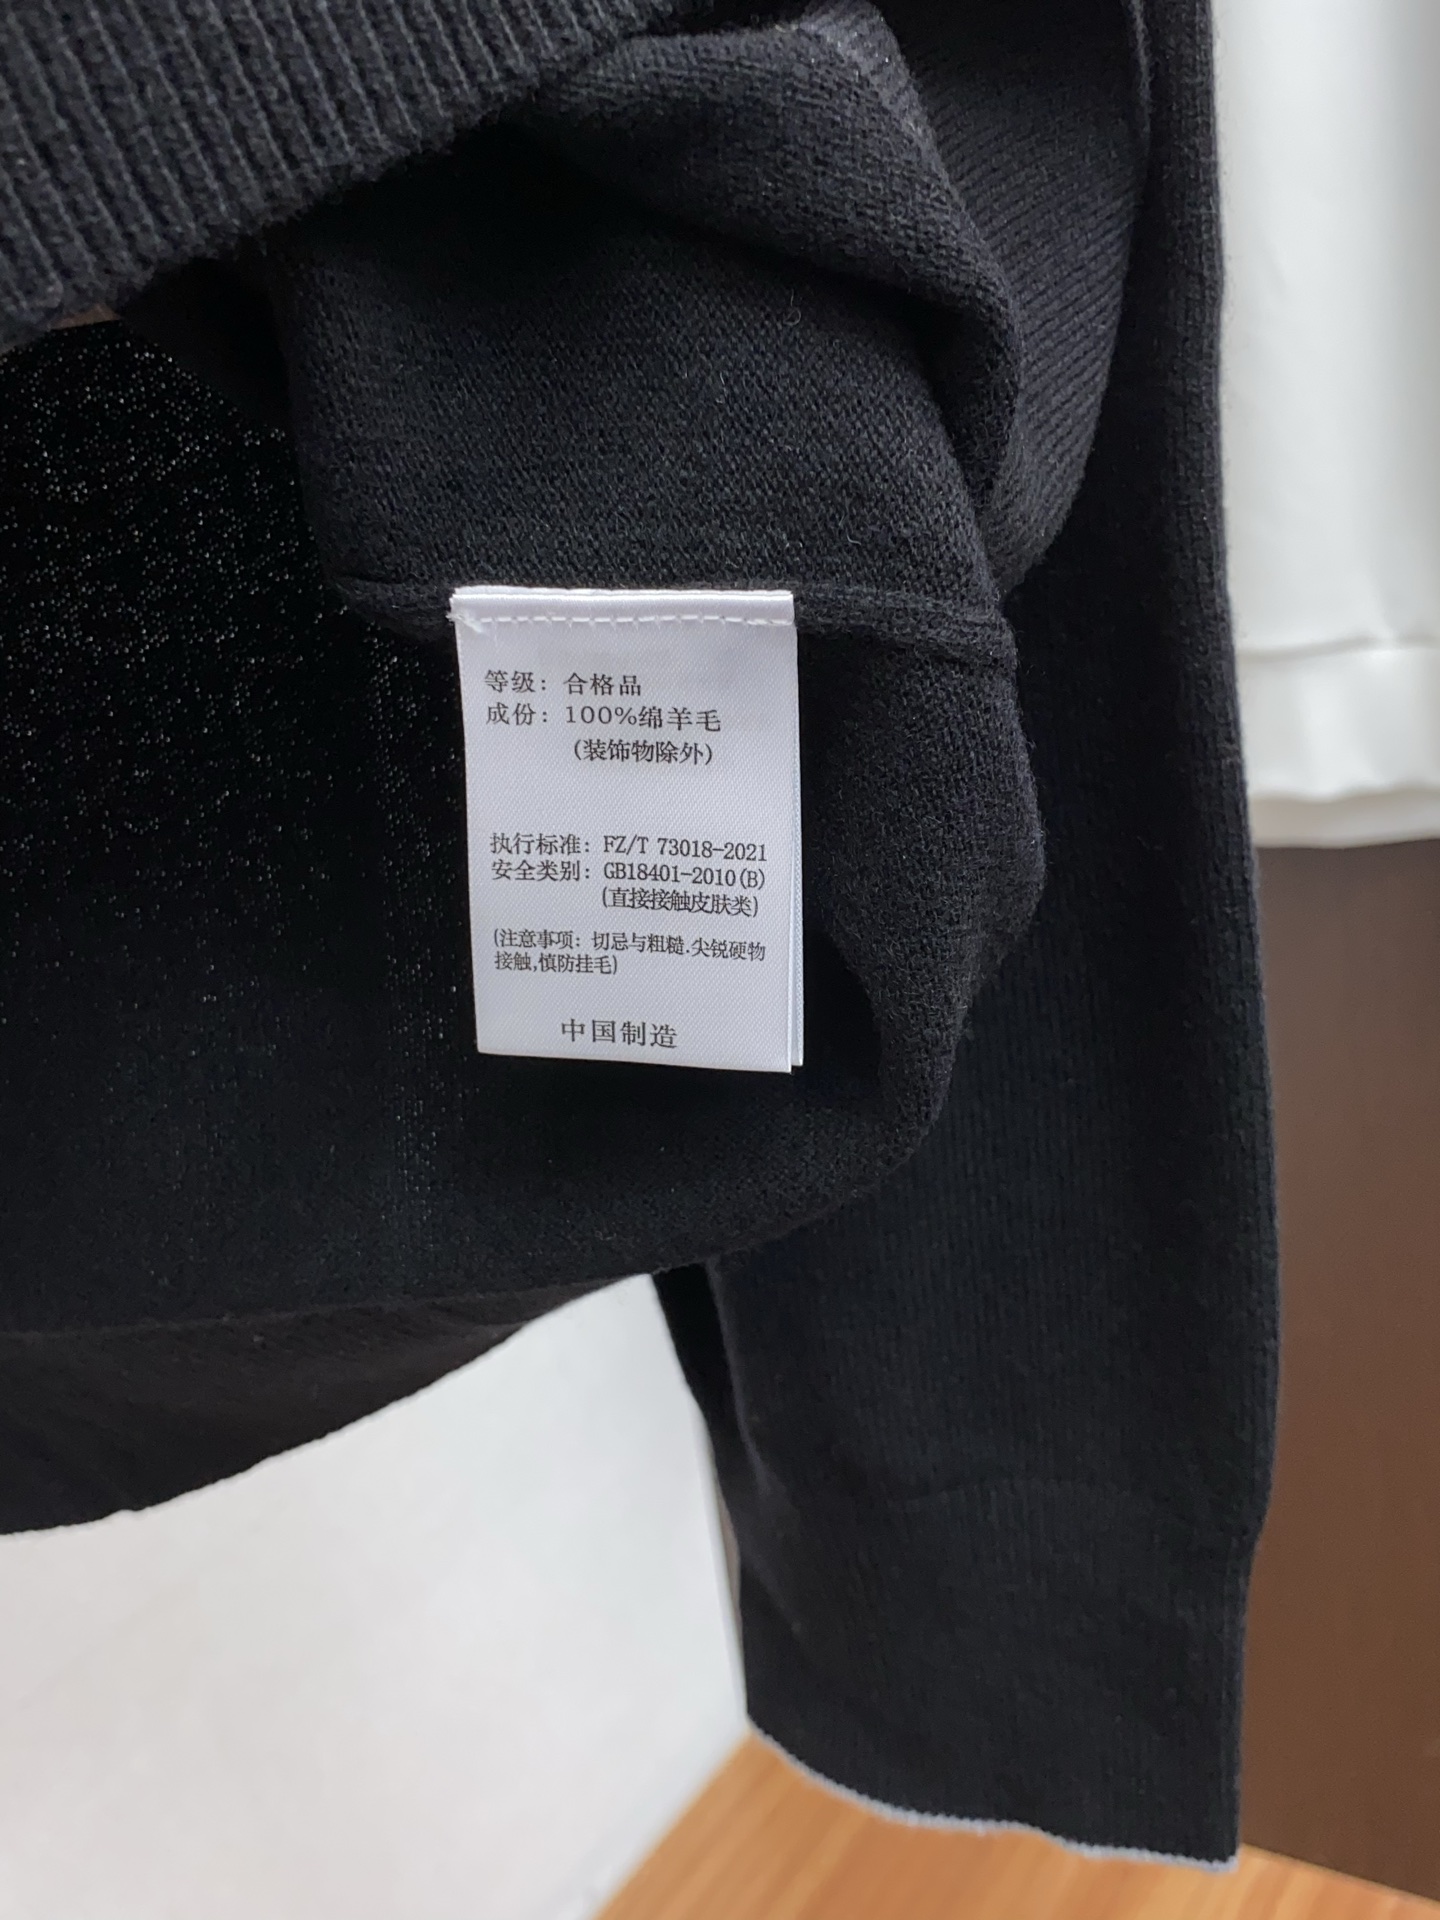 等级：合格品
成份：100%绵羊毛
(装饰物除外)
执行标准：FZ/T 73018-2021
安全类别：GB18401-2010(B)
(直接接触皮肤类)
(注意事项：切忌与粗糙.尖锐硬物
接触,慎防挂毛)
中国制造